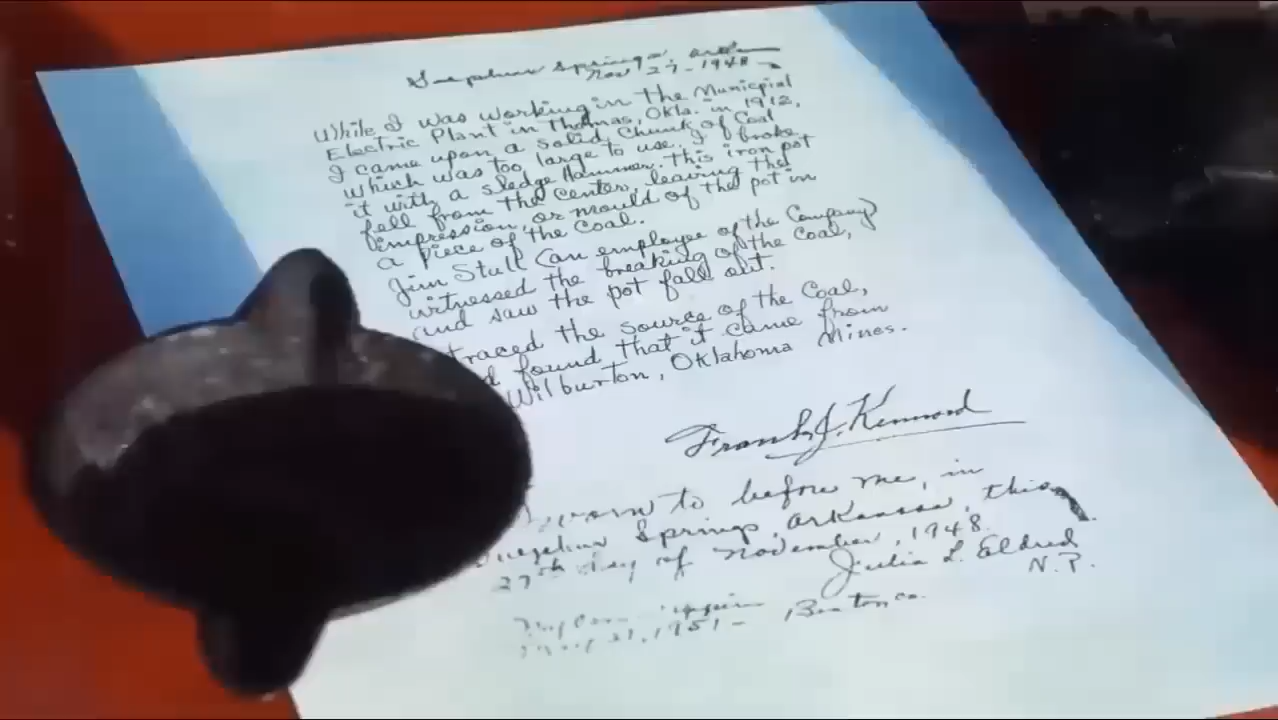 Sulphur Springs, Ark
Nov 27, 1948
While I was working in the Municipial
Electric Plant in Thomas, Okla. in 1912,
I came upon a solid Chunk of Coal
which was too large to use. I broke
it with a sledge Hammer. This iron pot
fell from the center, leaving the
impression, or mould of the pot in
a piece of the Coal.
Jim Stull (an employee of the Company)
witnessed the breaking of the Coal,
and saw the pot fall out.
traced the source of the Coal,
found that it came from
Wilburton, Oklahoma Mines.
Frank J. Kennard
Sworn to before me, in
Springs, Arkansas, this
27th day of November, 1948.
Julia L. Eldred
N. P.
1951 - Benton Co.